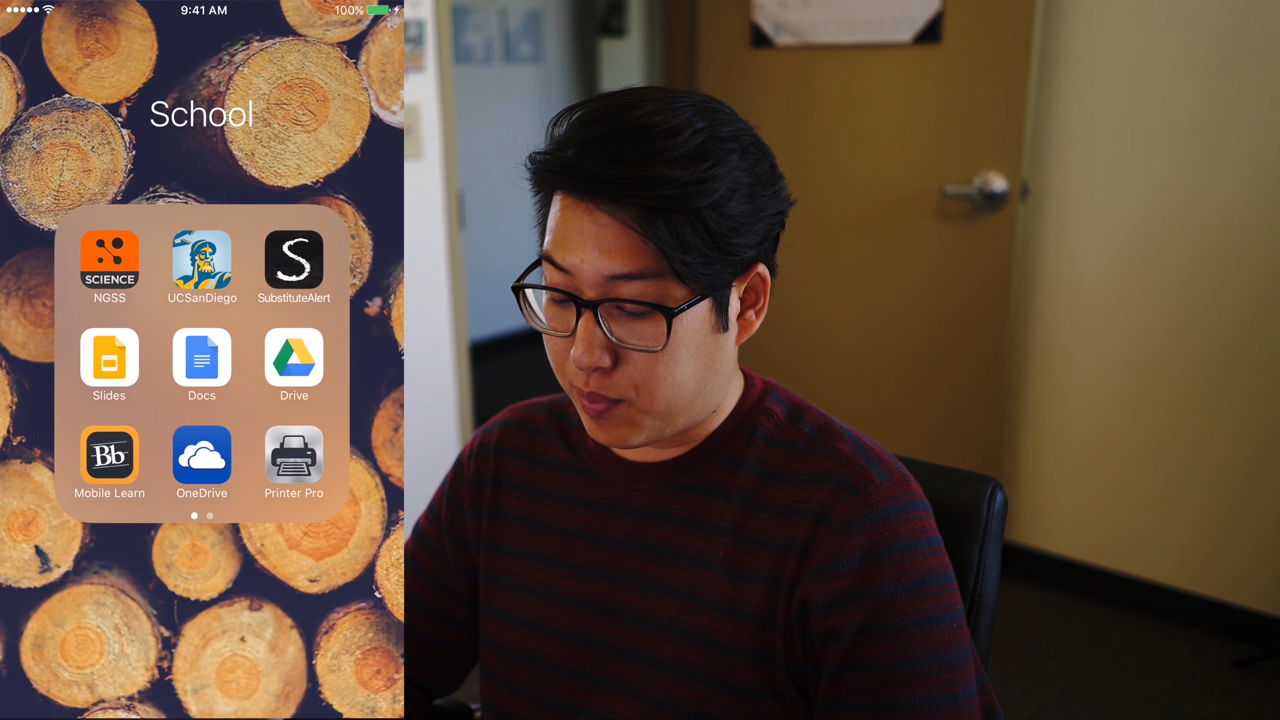 9:41 AM 100%
School
SCIENCE
S
NGSS UCSanDiego SubstituteAlert
Slides Docs Drive
Bb
Mobile Learn OneDrive Printer Pro